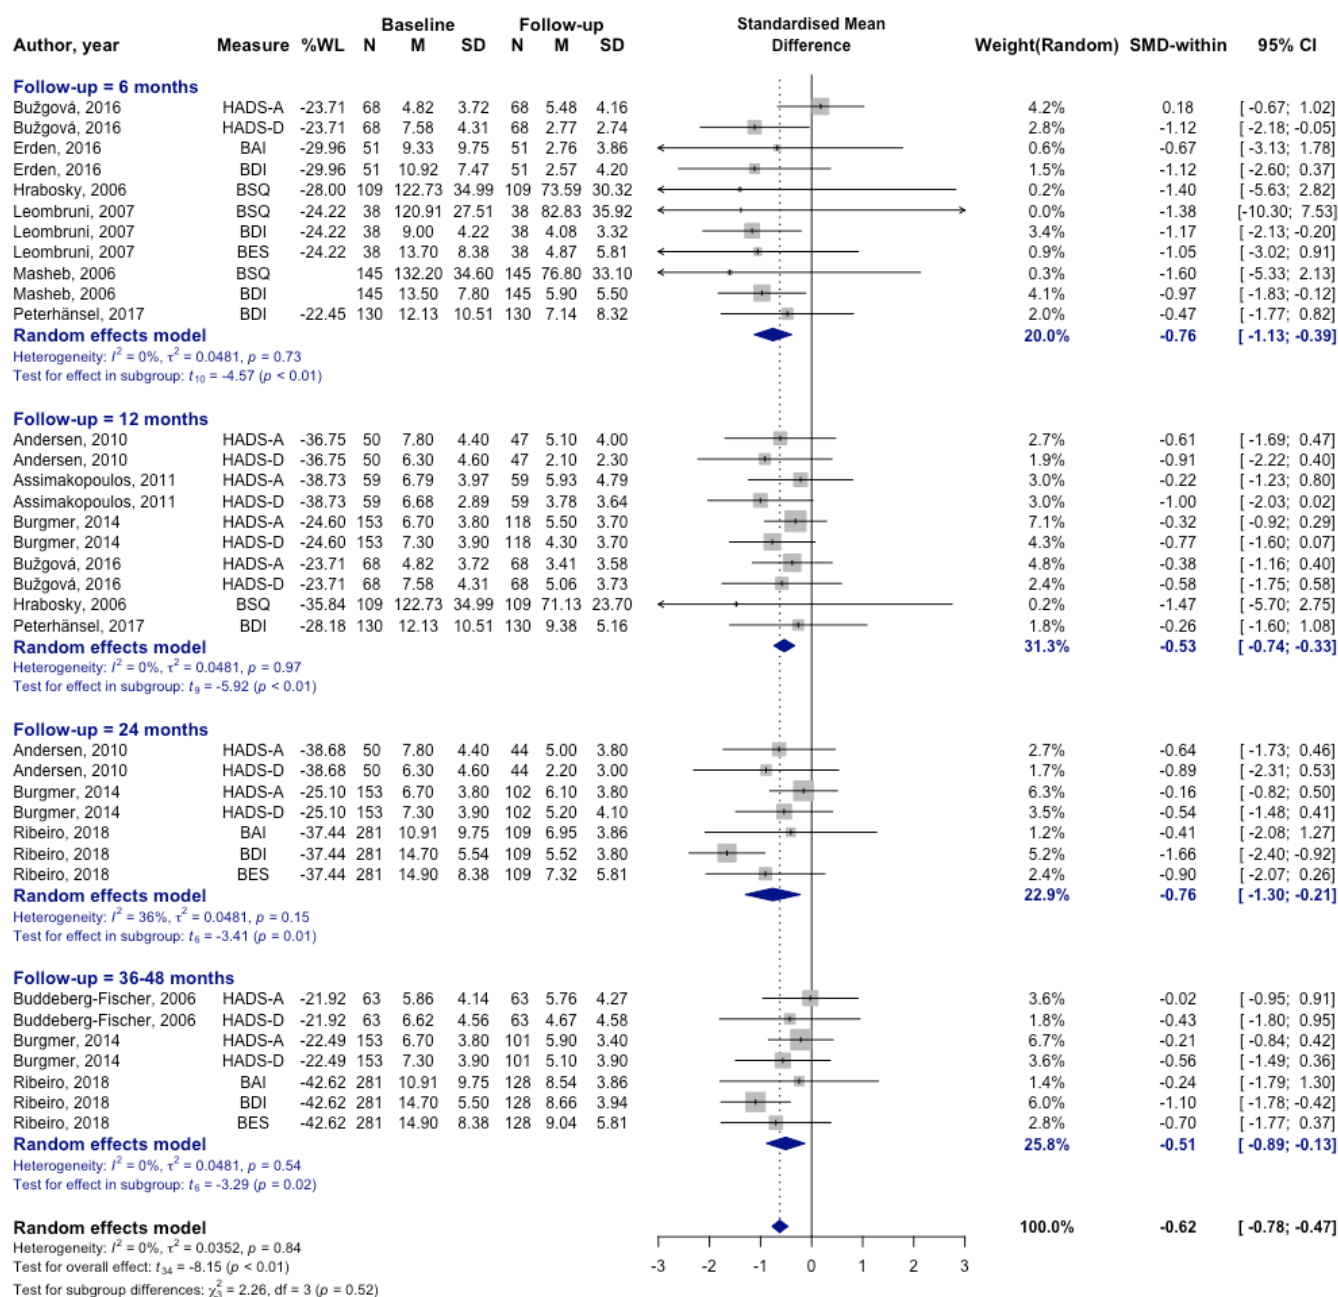 Baseline Follow-up Standardised Mean
Author, year Measure %WL N M SD N M SD Difference Weight(Random) SMD-within 95% CI
Follow-up = 6 months
Bužgová, 2016 HADS-A -23.71 68 4.82 3.72 68 5.48 4.16 4.2% 0.18 [ -0.67; 1.02]
Bužgová, 2016 HADS-D -23.71 68 7.58 4.31 68 2.77 2.74 2.8% -1.12 [ -2.18; -0.05]
Erden, 2016 BAI -29.96 51 9.33 9.75 51 2.76 3.86 0.6% -0.67 [ -3.13; 1.78]
Erden, 2016 BDI -29.96 51 10.92 7.47 51 2.57 4.20 1.5% -1.12 [ -2.60; 0.37]
Hrabosky, 2006 BSQ -28.00 109 122.73 34.99 109 73.59 30.32 0.2% -1.40 [ -5.63; 2.82]
Leombruni, 2007 BSQ -24.22 38 120.91 27.51 38 82.83 35.92 0.0% -1.38 [-10.30; 7.53]
Leombruni, 2007 BDI -24.22 38 9.00 4.22 38 4.08 3.32 3.4% -1.17 [ -2.13; -0.20]
Leombruni, 2007 BES -24.22 38 13.70 8.38 38 4.87 5.81 0.9% -1.05 [ -3.02; 0.91]
Masheb, 2006 BSQ 145 132.20 34.60 145 76.80 33.10 0.3% -1.60 [ -5.33; 2.13]
Masheb, 2006 BDI 145 13.50 7.80 145 5.90 5.50 4.1% -0.97 [ -1.83; -0.12]
Peterhänsel, 2017 BDI -22.45 130 12.13 10.51 130 7.14 8.32 2.0% -0.47 [ -1.77; 0.82]
Random effects model 20.0% -0.76 [ -1.13; -0.39]
Heterogeneity: I² = 0%, τ² = 0.0481, p = 0.73
Test for effect in subgroup: t₁₀ = -4.57 (p < 0.01)
Follow-up = 12 months
Andersen, 2010 HADS-A -36.75 50 7.80 4.40 47 5.10 4.00 2.7% -0.61 [ -1.69; 0.47]
Andersen, 2010 HADS-D -36.75 50 6.30 4.60 47 2.10 2.30 1.9% -0.91 [ -2.22; 0.40]
Assimakopoulos, 2011 HADS-A -38.73 59 6.79 3.97 59 5.93 4.79 3.0% -0.22 [ -1.23; 0.80]
Assimakopoulos, 2011 HADS-D -38.73 59 6.68 2.89 59 3.78 3.64 3.0% -1.00 [ -2.03; 0.02]
Burgmer, 2014 HADS-A -24.60 153 6.70 3.80 118 5.50 3.70 7.1% -0.32 [ -0.92; 0.29]
Burgmer, 2014 HADS-D -24.60 153 7.30 3.90 118 4.30 3.70 4.3% -0.77 [ -1.60; 0.07]
Bužgová, 2016 HADS-A -23.71 68 4.82 3.72 68 3.41 3.58 4.8% -0.38 [ -1.16; 0.40]
Bužgová, 2016 HADS-D -23.71 68 7.58 4.31 68 5.06 3.73 2.4% -0.58 [ -1.75; 0.58]
Hrabosky, 2006 BSQ -35.84 109 122.73 34.99 109 71.13 23.70 0.2% -1.47 [ -5.70; 2.75]
Peterhänsel, 2017 BDI -28.18 130 12.13 10.51 130 9.38 5.16 1.8% -0.26 [ -1.60; 1.08]
Random effects model 31.3% -0.53 [ -0.74; -0.33]
Heterogeneity: I² = 0%, τ² = 0.0481, p = 0.97
Test for effect in subgroup: t₉ = -5.92 (p < 0.01)
Follow-up = 24 months
Andersen, 2010 HADS-A -38.68 50 7.80 4.40 44 5.00 3.80 2.7% -0.64 [ -1.73; 0.46]
Andersen, 2010 HADS-D -38.68 50 6.30 4.60 44 2.20 3.00 1.7% -0.89 [ -2.31; 0.53]
Burgmer, 2014 HADS-A -25.10 153 6.70 3.80 102 6.10 3.80 6.3% -0.16 [ -0.82; 0.50]
Burgmer, 2014 HADS-D -25.10 153 7.30 3.90 102 5.20 4.10 3.5% -0.54 [ -1.48; 0.41]
Ribeiro, 2018 BAI -37.44 281 10.91 9.75 109 6.95 3.86 1.2% -0.41 [ -2.08; 1.27]
Ribeiro, 2018 BDI -37.44 281 14.70 5.54 109 5.52 3.80 5.2% -1.66 [ -2.40; -0.92]
Ribeiro, 2018 BES -37.44 281 14.90 8.38 109 7.32 5.81 2.4% -0.90 [ -2.07; 0.26]
Random effects model 22.9% -0.76 [ -1.30; -0.21]
Heterogeneity: I² = 36%, τ² = 0.0481, p = 0.15
Test for effect in subgroup: t₆ = -3.41 (p = 0.01)
Follow-up = 36-48 months
Buddeberg-Fischer, 2006 HADS-A -21.92 63 5.86 4.14 63 5.76 4.27 3.6% -0.02 [ -0.95; 0.91]
Buddeberg-Fischer, 2006 HADS-D -21.92 63 6.62 4.56 63 4.67 4.58 1.8% -0.43 [ -1.80; 0.95]
Burgmer, 2014 HADS-A -22.49 153 6.70 3.80 101 5.90 3.40 6.7% -0.21 [ -0.84; 0.42]
Burgmer, 2014 HADS-D -22.49 153 7.30 3.90 101 5.10 3.90 3.6% -0.56 [ -1.49; 0.36]
Ribeiro, 2018 BAI -42.62 281 10.91 9.75 128 8.54 3.86 1.4% -0.24 [ -1.79; 1.30]
Ribeiro, 2018 BDI -42.62 281 14.70 5.50 128 8.66 3.94 6.0% -1.10 [ -1.78; -0.42]
Ribeiro, 2018 BES -42.62 281 14.90 8.38 128 9.04 5.81 2.8% -0.70 [ -1.77; 0.37]
Random effects model 25.8% -0.51 [ -0.89; -0.13]
Heterogeneity: I² = 0%, τ² = 0.0481, p = 0.54
Test for effect in subgroup: t₆ = -3.29 (p = 0.02)
Random effects model 100.0% -0.62 [ -0.78; -0.47]
Heterogeneity: I² = 0%, τ² = 0.0352, p = 0.84
Test for overall effect: t₃₄ = -8.15 (p < 0.01)
-3 -2 -1 0 1 2 3
Test for subgroup differences: χ²₃ = 2.26, df = 3 (p = 0.52)